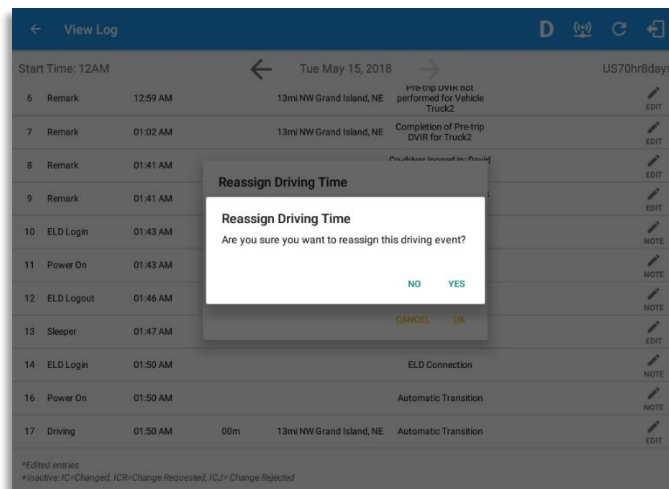 View Log
D
Start Time: 12AM
Tue May 15, 2018
US70hr8days
6 Remark 12:59 AM 13mi NW Grand Island, NE Pre-trip DVIR not
performed for Vehicle
Truck2
EDIT
7 Remark 01:02 AM 13mi NW Grand Island, NE Completion of Pre-trip
DVIR for Truck2
EDIT
8 Remark 01:41 AM Co-driver logged in: David
EDIT
9 Remark 01:41 AM
EDIT
10 ELD Login 01:43 AM
NOTE
11 Power On 01:43 AM
NOTE
12 ELD Logout 01:46 AM
NOTE
13 Sleeper 01:47 AM
EDIT
14 ELD Login 01:50 AM ELD Connection
NOTE
16 Power On 01:50 AM Automatic Transition
NOTE
17 Driving 01:50 AM 00m 13mi NW Grand Island, NE Automatic Transition
EDIT
Reassign Driving Time
Reassign Driving Time
Are you sure you want to reassign this driving event?
NO YES
CANCEL OK
*Edited entries
*Inactive: IC=Changed, ICR=Change Requested, ICJ= Change Rejected